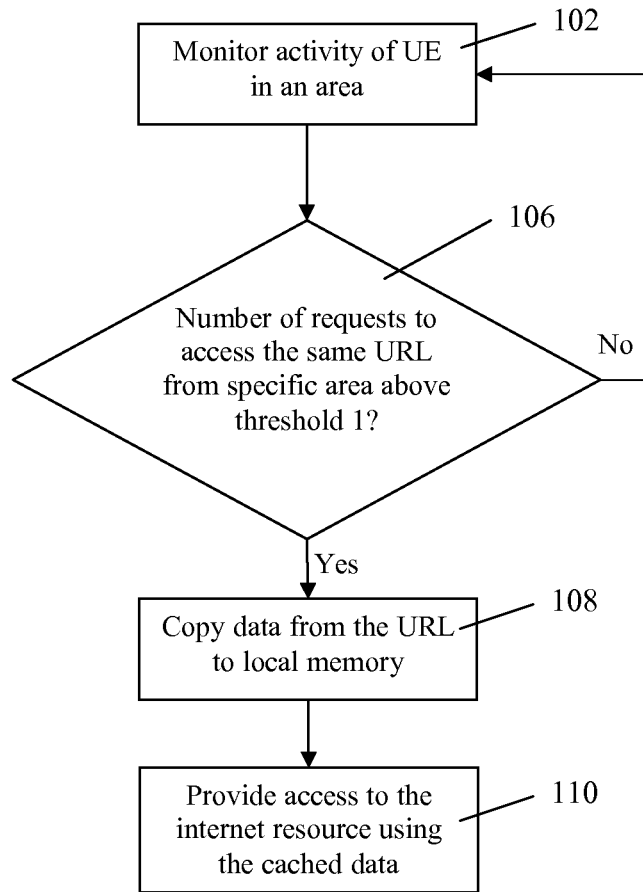 102
Monitor activity of UE
in an area
106
Number of requests to
access the same URL
from specific area above
threshold 1?
No
Yes
108
Copy data from the URL
to local memory
110
Provide access to the
internet resource using
the cached data